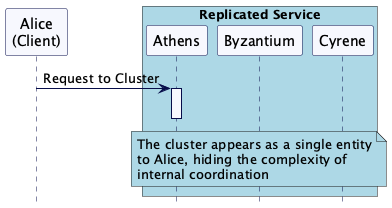 Replicated Service
Alice
(Client)
Athens
Byzantium
Cyrene
Request to Cluster
The cluster appears as a single entity
to Alice, hiding the complexity of
internal coordination